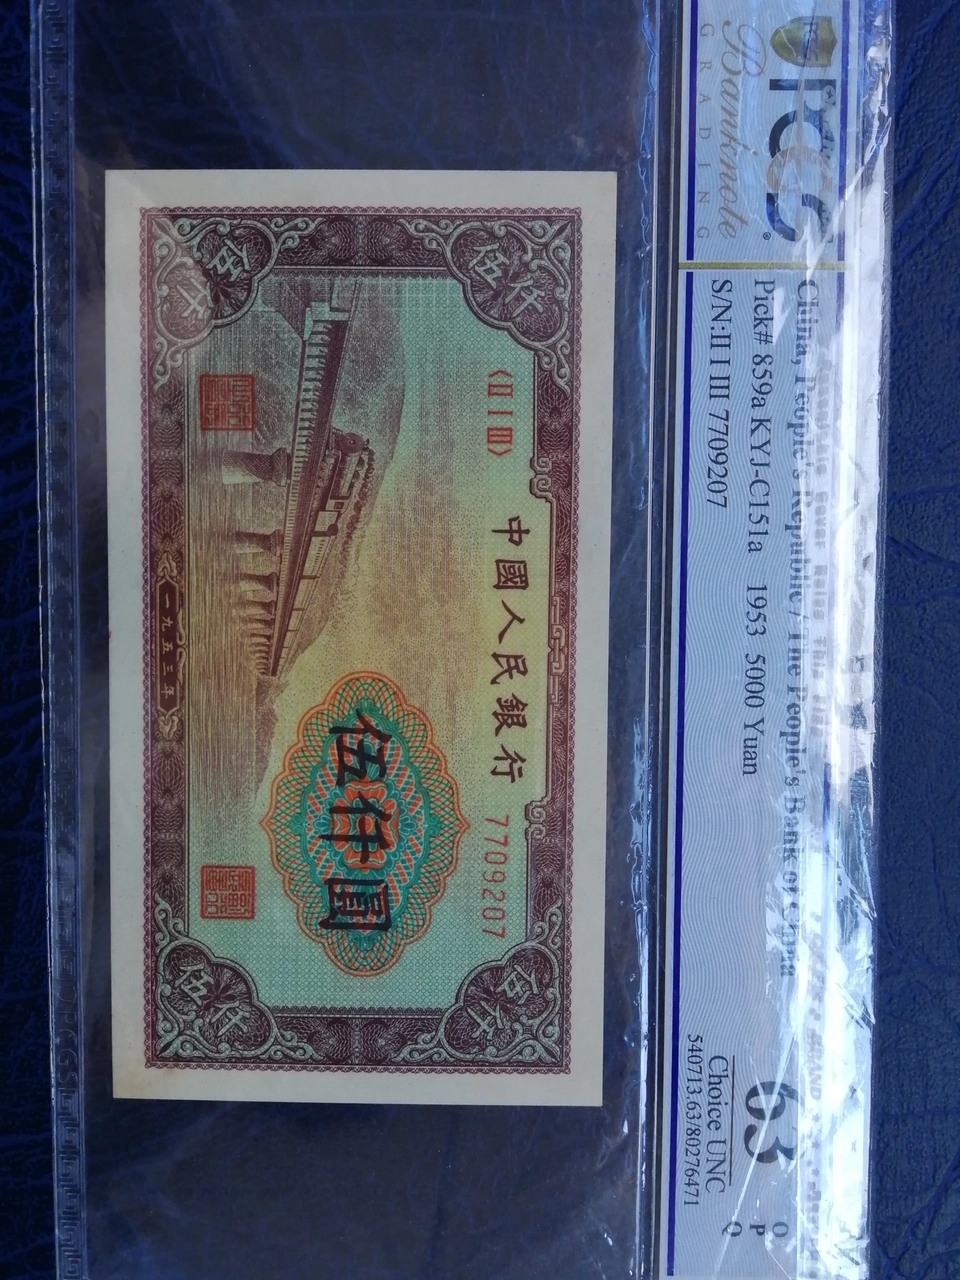 PCGS
Banknote
GRADING
China, People's Republic / The People's Bank of China
Pick# 859a KYJ-C151a 1953 5000 Yuan
S/N:II I III 7709207
63
Choice UNC
540713.63/80276471
OPQ
伍仟
伍仟
〈II I III〉
中國人民銀行
7709207
伍仟圓
一九五三年
伍仟
伍仟